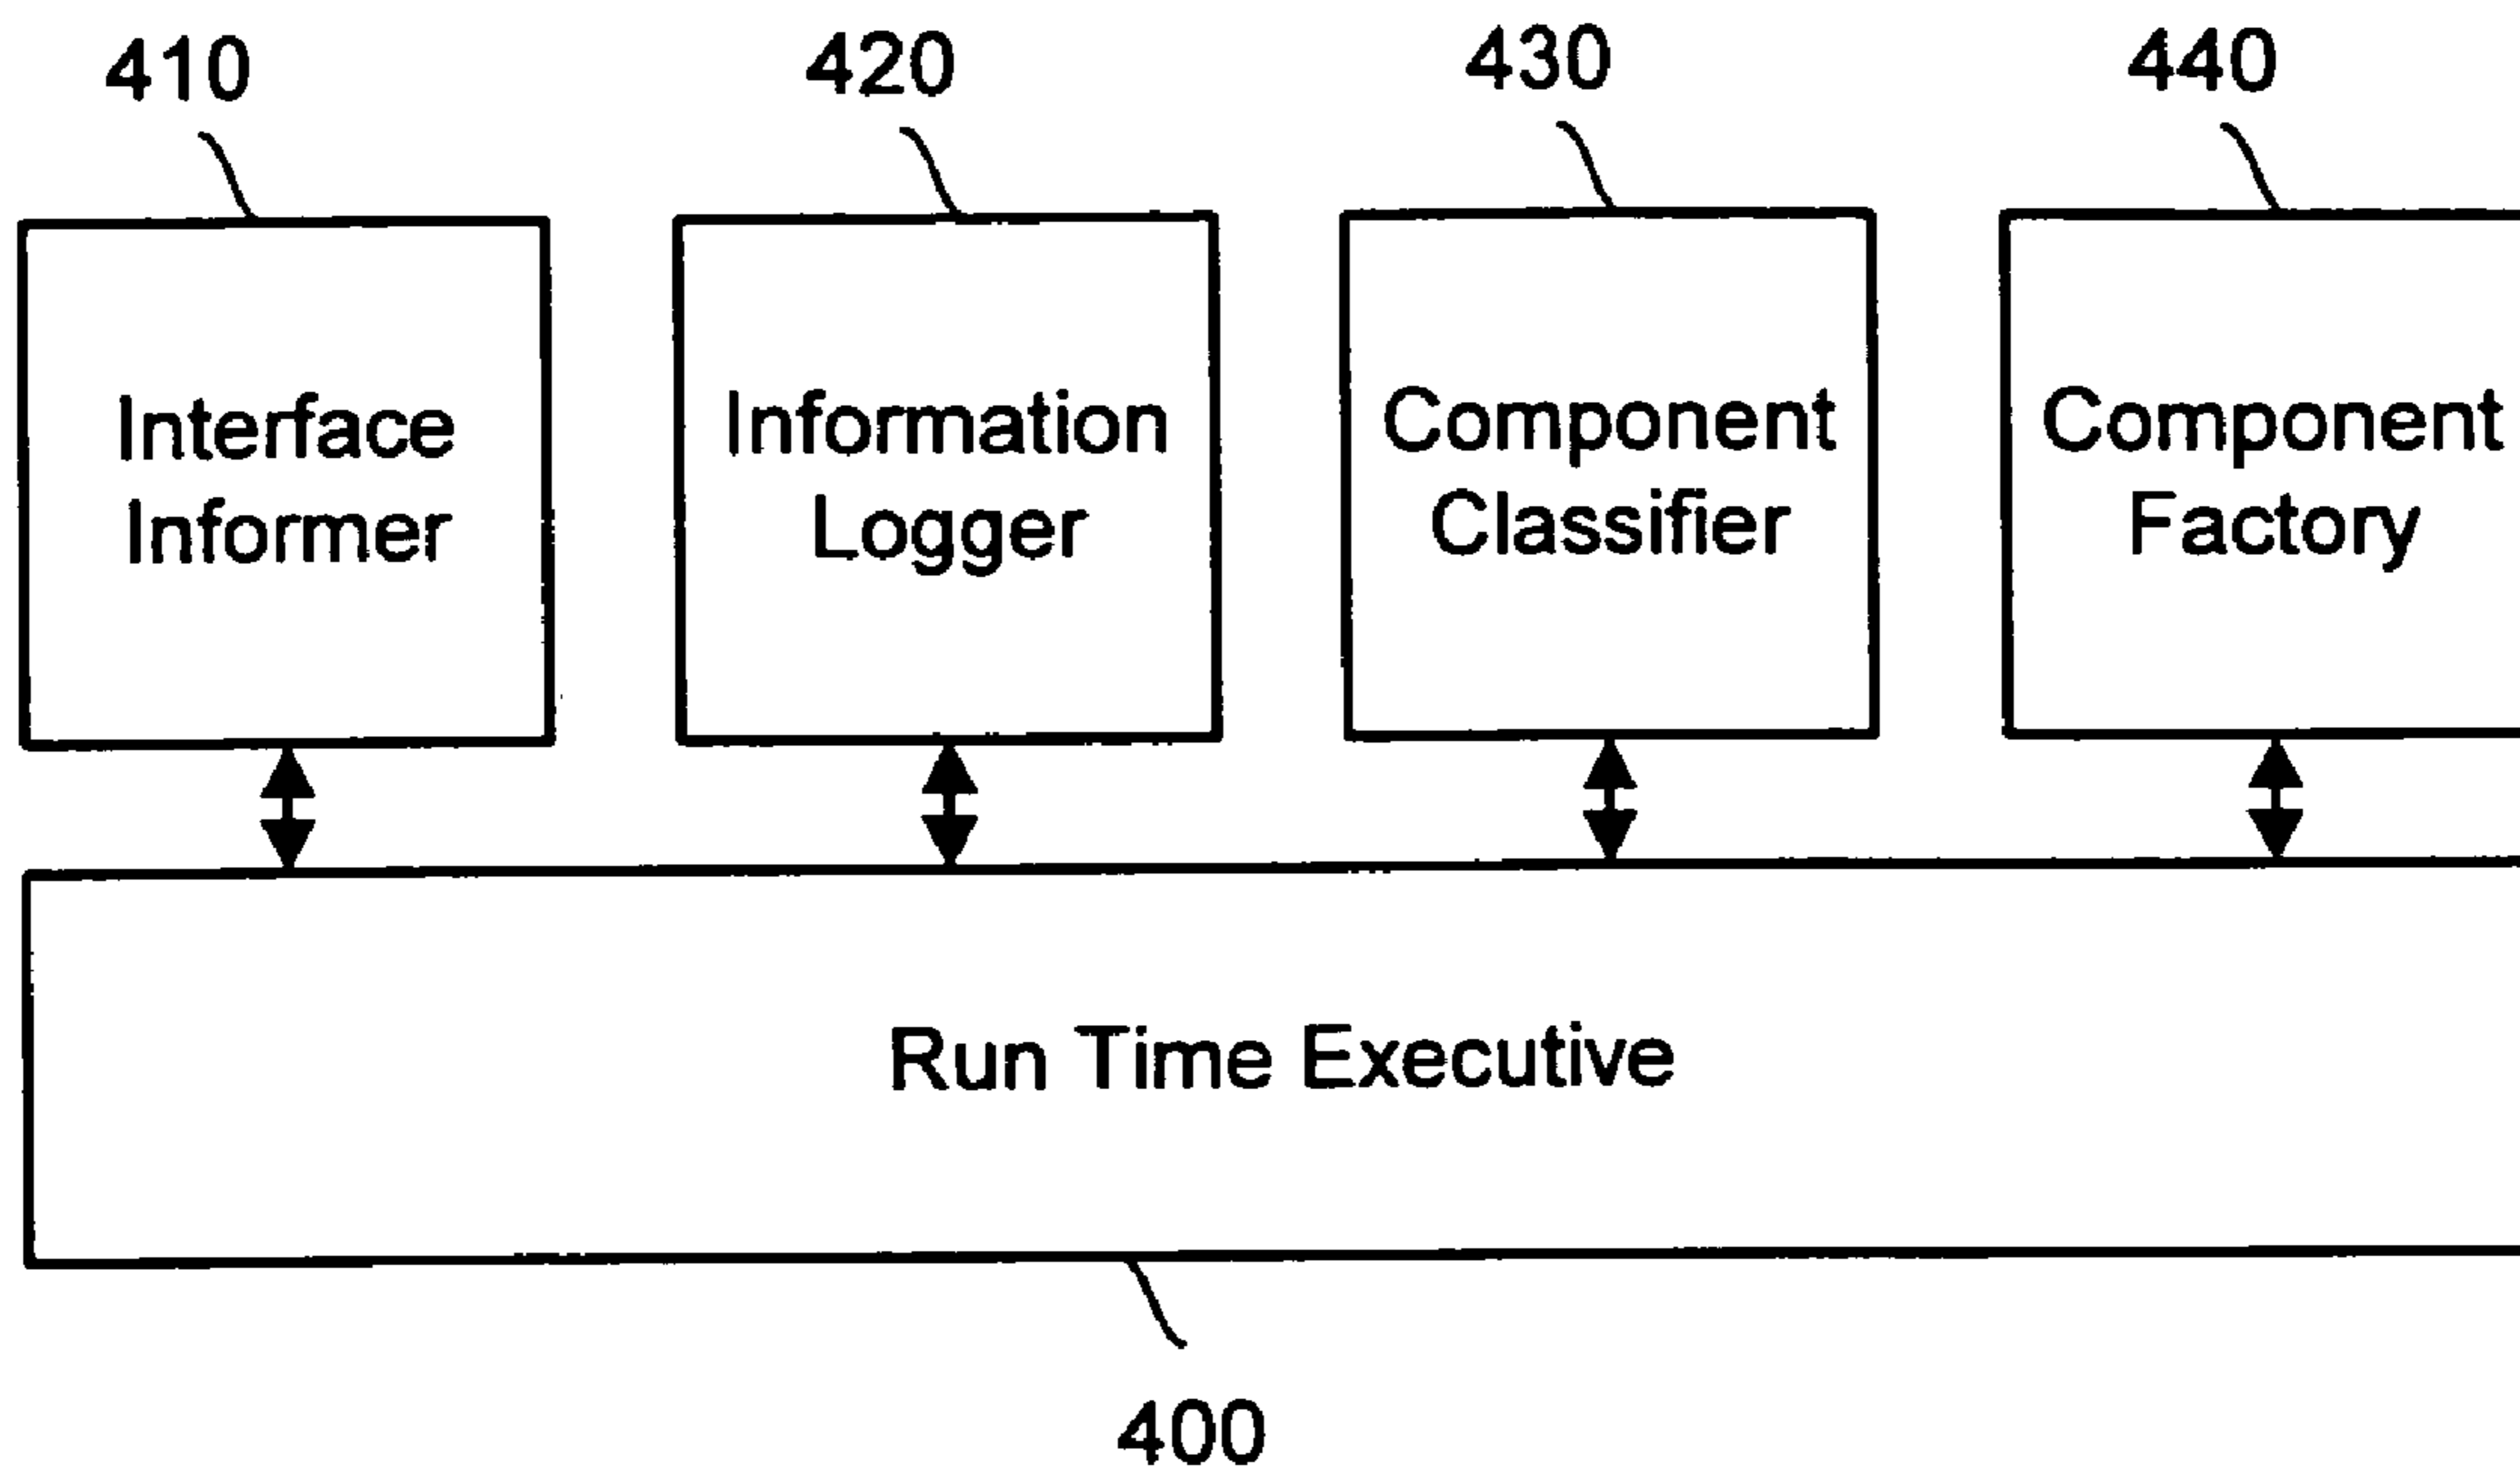 410
420
430
440
Interface
Informer
Information
Logger
Component
Classifier
Component
Factory
Run Time Executive
400